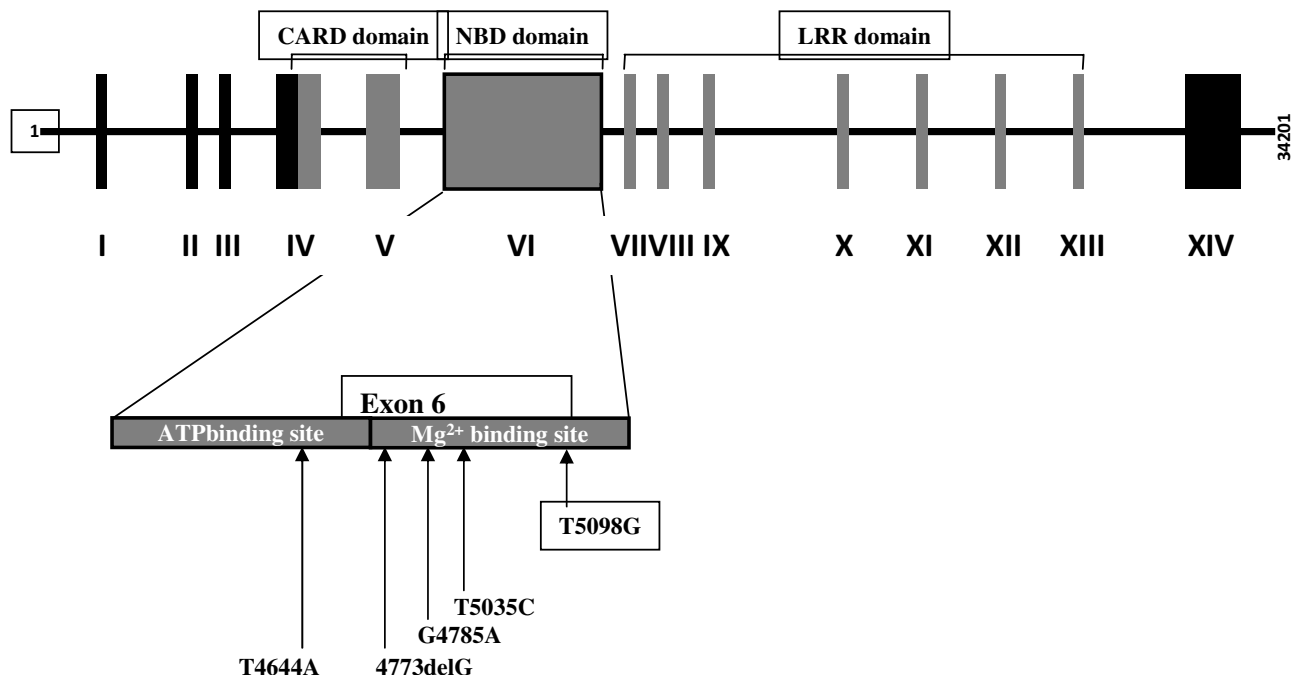 CARD domain NBD domain LRR domain
1
34201
I II III IV V VI VII VIII IX X XI XII XIII XIV
Exon 6
ATPbinding site Mg²⁺ binding site
T5098G
T5035C
G4785A
T4644A 4773delG